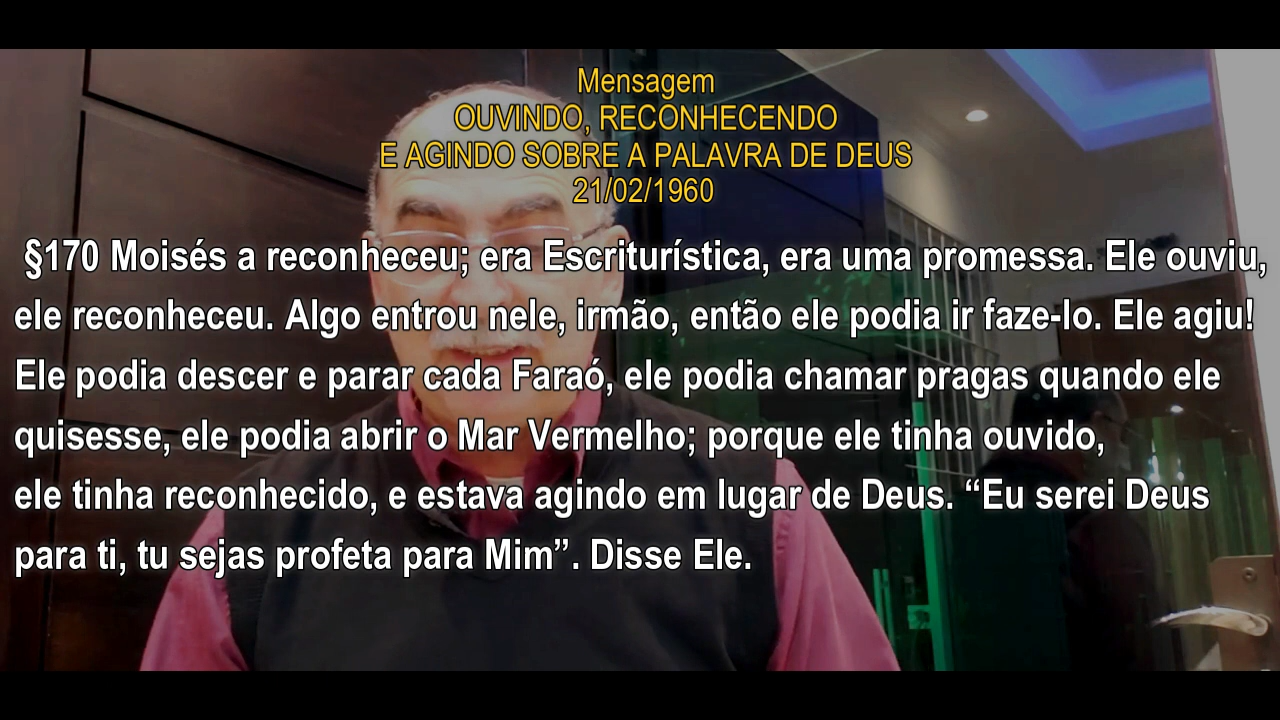 Mensagem
OUVINDO, RECONHECENDO
E AGINDO SOBRE A PALAVRA DE DEUS
21/02/1960
§170 Moisés a reconheceu; era Escriturística, era uma promessa. Ele ouviu,
ele reconheceu. Algo entrou nele, irmão, então ele podia ir faze-lo. Ele agiu!
Ele podia descer e parar cada Faraó, ele podia chamar pragas quando ele
quisesse, ele podia abrir o Mar Vermelho; porque ele tinha ouvido,
ele tinha reconhecido, e estava agindo em lugar de Deus. “Eu serei Deus
para ti, tu sejas profeta para Mim”. Disse Ele.